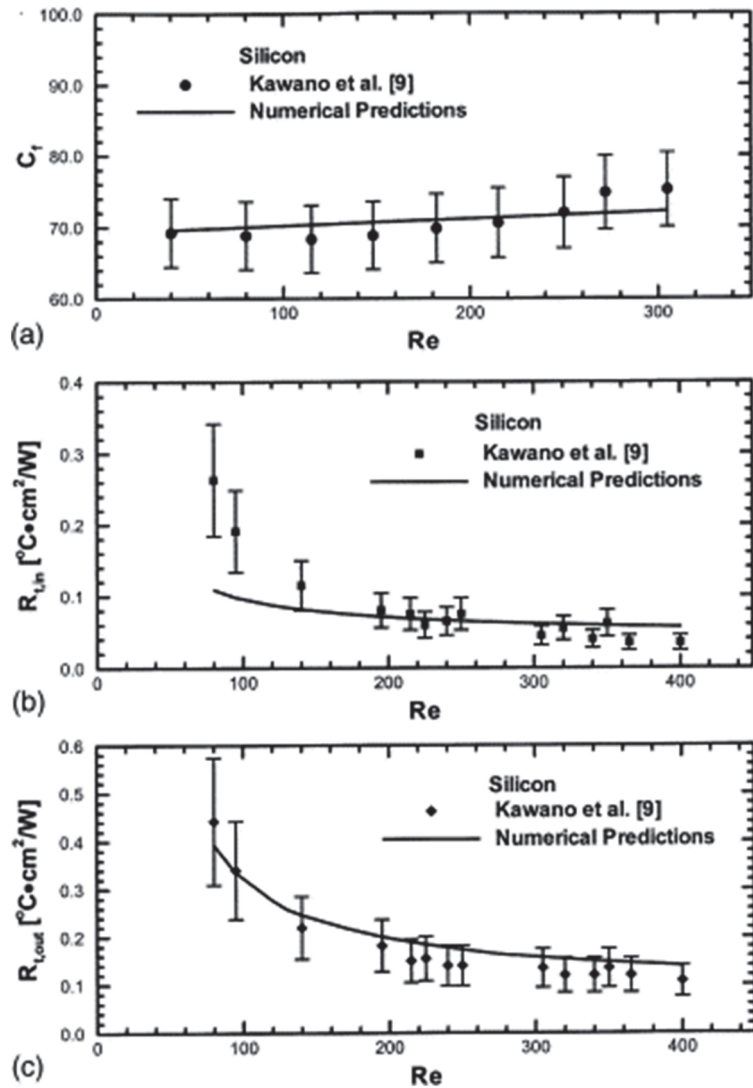 100.0
90.0
80.0
70.0
60.0
C_f
Silicon
Kawano et al. [9]
Numerical Predictions
0
100
200
300
Re
(a)
0.4
0.3
0.2
0.1
0.0
R_t,in [°C•cm²/W]
Silicon
Kawano et al. [9]
Numerical Predictions
0
100
200
300
400
Re
(b)
0.6
0.5
0.4
0.3
0.2
0.1
0.0
R_t,out [°C•cm²/W]
Silicon
Kawano et al. [9]
Numerical Predictions
0
100
200
300
400
Re
(c)